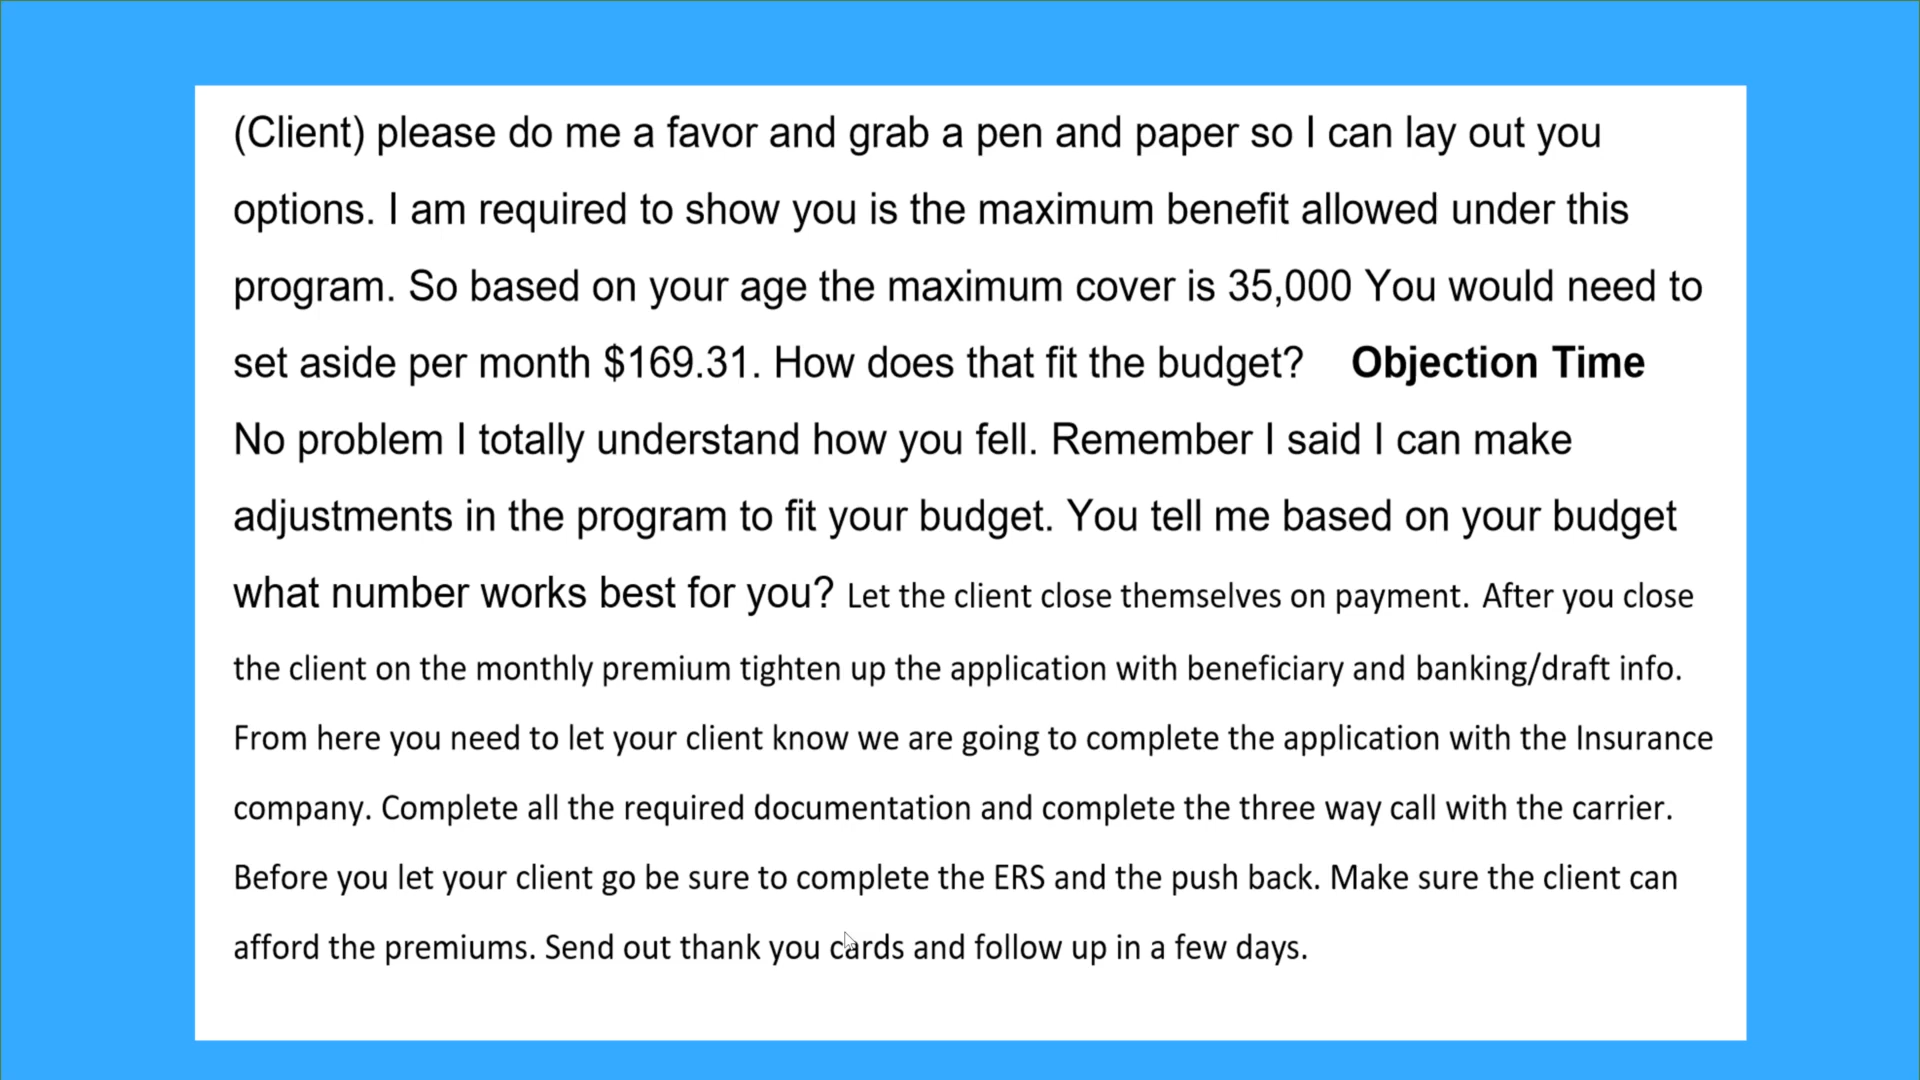 (Client) please do me a favor and grab a pen and paper so I can lay out you
options. I am required to show you is the maximum benefit allowed under this
program. So based on your age the maximum cover is 35,000 You would need to
set aside per month $169.31. How does that fit the budget? Objection Time
No problem I totally understand how you fell. Remember I said I can make
adjustments in the program to fit your budget. You tell me based on your budget
what number works best for you? Let the client close themselves on payment. After you close
the client on the monthly premium tighten up the application with beneficiary and banking/draft info.
From here you need to let your client know we are going to complete the application with the Insurance
company. Complete all the required documentation and complete the three way call with the carrier.
Before you let your client go be sure to complete the ERS and the push back. Make sure the client can
afford the premiums. Send out thank you cards and follow up in a few days.